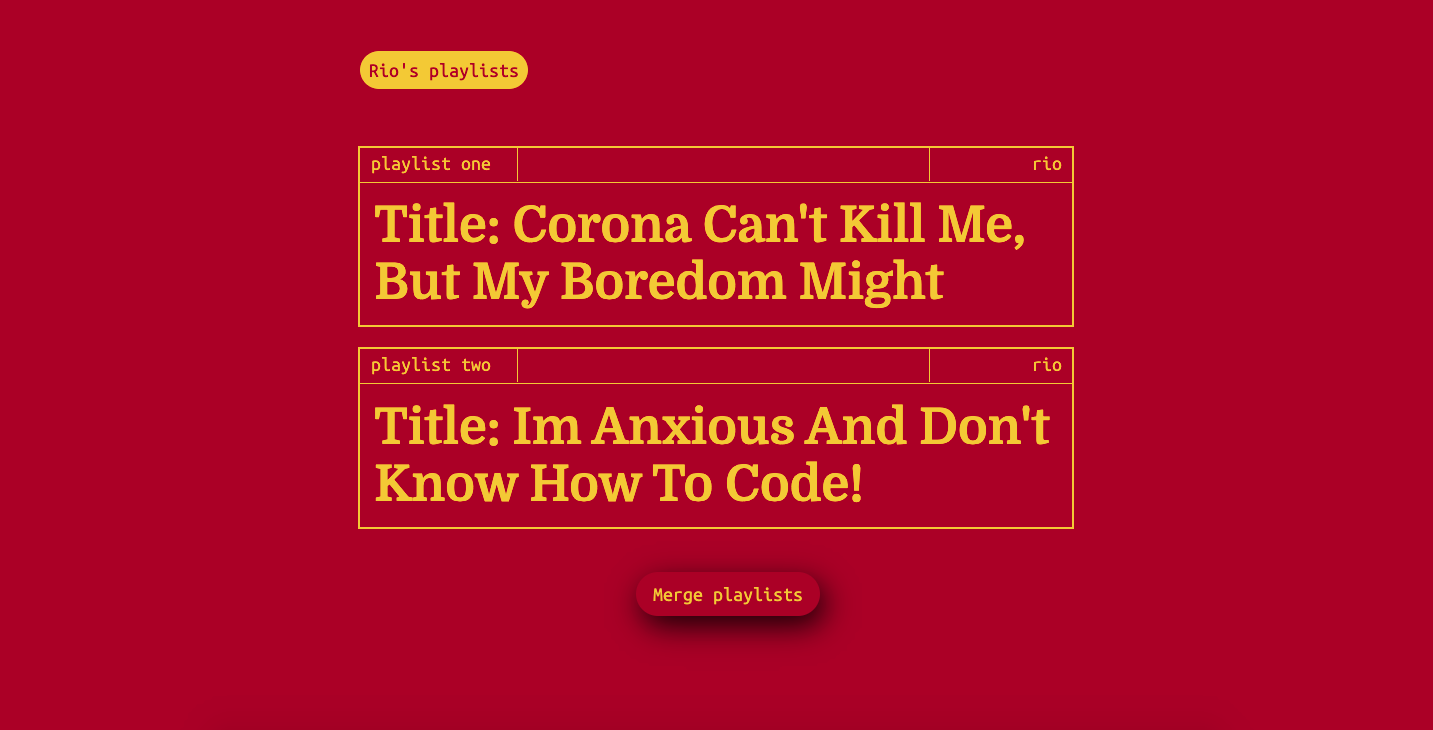 Rio's playlists
playlist one rio
Title: Corona Can't Kill Me,
But My Boredom Might
playlist two rio
Title: Im Anxious And Don't
Know How To Code!
Merge playlists